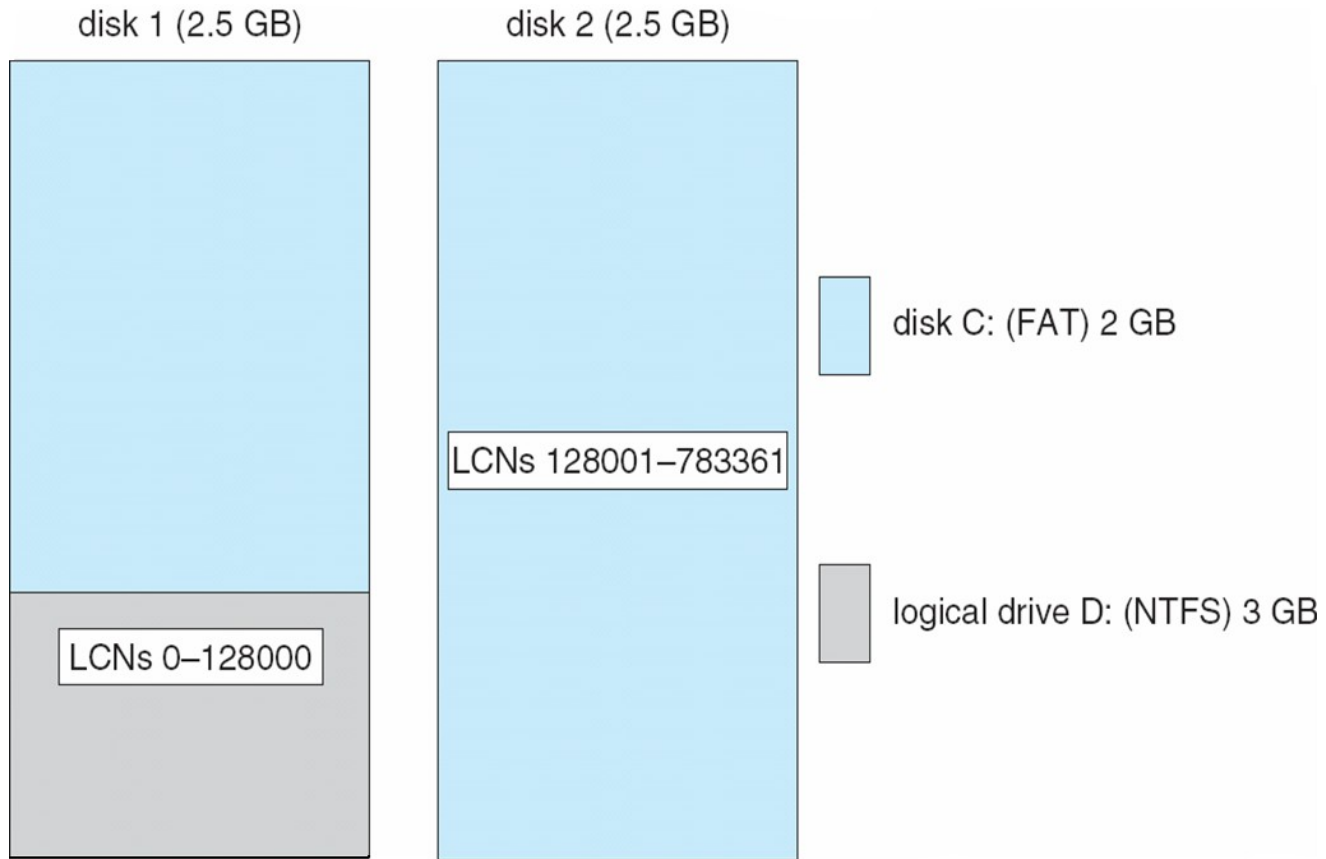 disk 1 (2.5 GB)
disk 2 (2.5 GB)
disk C: (FAT) 2 GB
LCNs 128001–783361
logical drive D: (NTFS) 3 GB
LCNs 0–128000